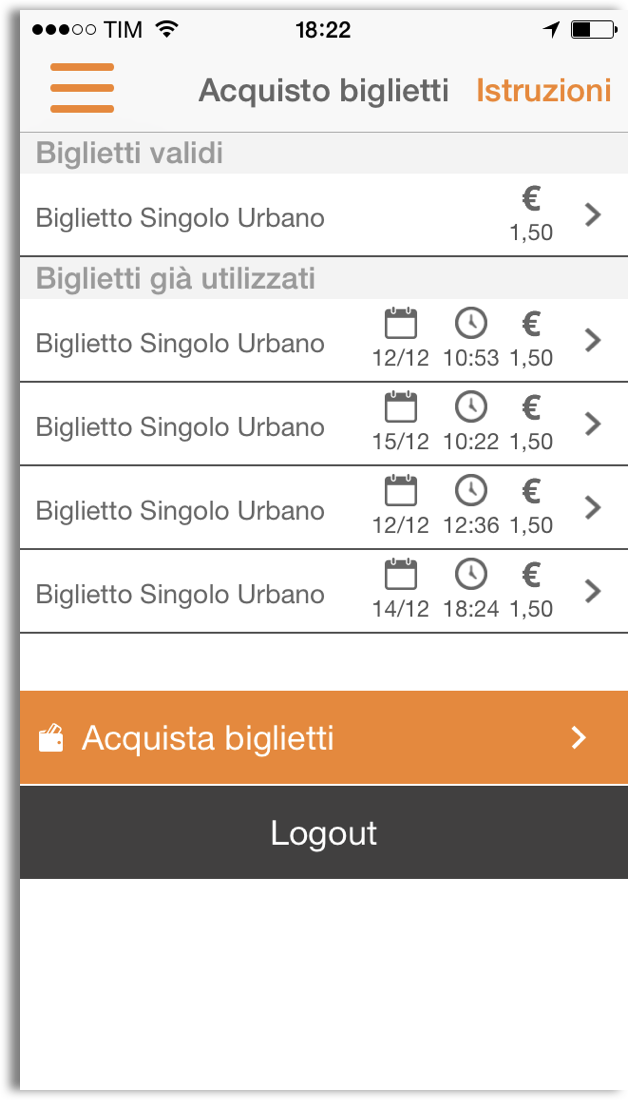 TIM 18:22
Acquisto biglietti Istruzioni
Biglietti validi
Biglietto Singolo Urbano € 1,50
Biglietti già utilizzati
Biglietto Singolo Urbano 12/12 10:53 € 1,50
Biglietto Singolo Urbano 15/12 10:22 € 1,50
Biglietto Singolo Urbano 12/12 12:36 € 1,50
Biglietto Singolo Urbano 14/12 18:24 € 1,50
Acquista biglietti
Logout